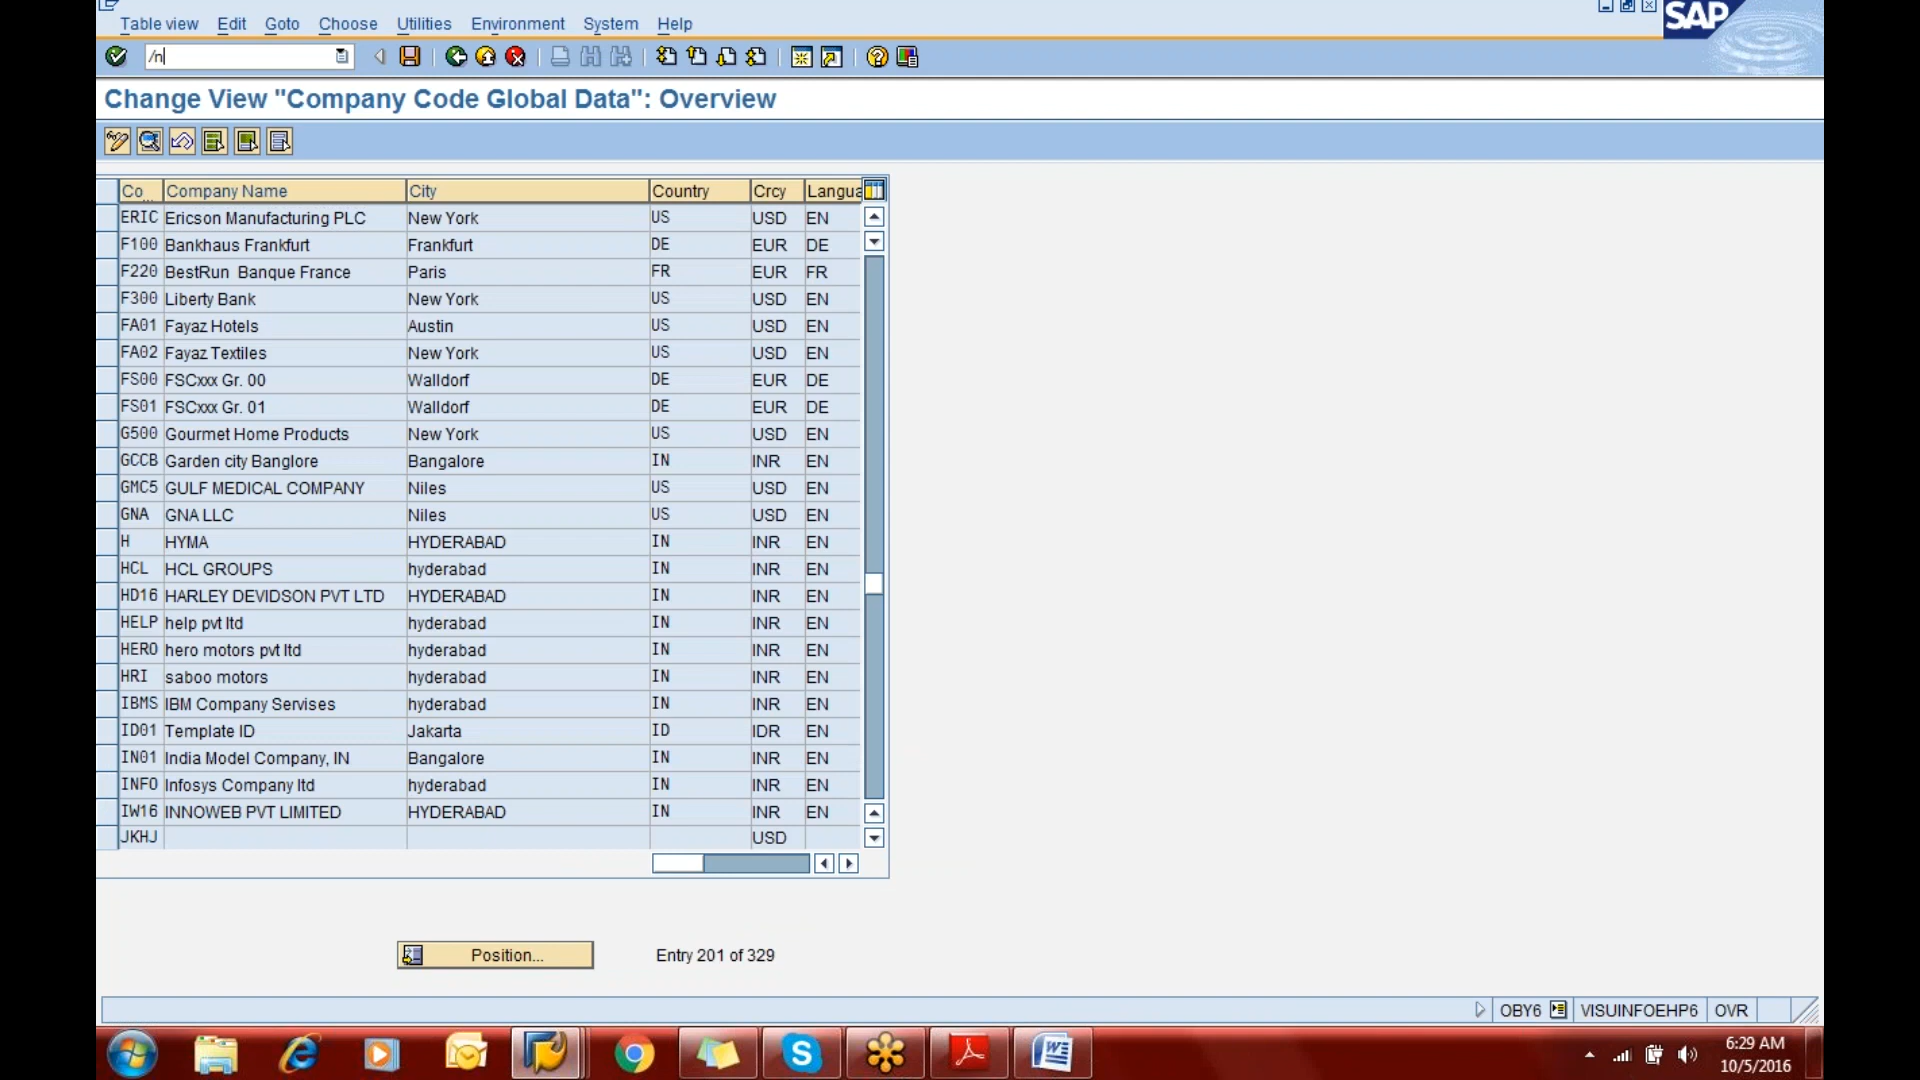 Table view Edit Goto Choose Utilities Environment System Help
SAP
/n
Change View "Company Code Global Data": Overview
Co... Company Name City Country Crcy Langua
ERIC Ericson Manufacturing PLC New York US USD EN
F100 Bankhaus Frankfurt Frankfurt DE EUR DE
F220 BestRun Banque France Paris FR EUR FR
F300 Liberty Bank New York US USD EN
FA01 Fayaz Hotels Austin US USD EN
FA02 Fayaz Textiles New York US USD EN
FS00 FSCxxx Gr. 00 Walldorf DE EUR DE
FS01 FSCxxx Gr. 01 Walldorf DE EUR DE
G500 Gourmet Home Products New York US USD EN
GCCB Garden city Banglore Bangalore IN INR EN
GMC5 GULF MEDICAL COMPANY Niles US USD EN
GNA GNA LLC Niles US USD EN
H HYMA HYDERABAD IN INR EN
HCL HCL GROUPS hyderabad IN INR EN
HD16 HARLEY DEVIDSON PVT LTD HYDERABAD IN INR EN
HELP help pvt ltd hyderabad IN INR EN
HERO hero motors pvt ltd hyderabad IN INR EN
HRI saboo motors hyderabad IN INR EN
IBMS IBM Company Servises hyderabad IN INR EN
ID01 Template ID Jakarta ID IDR EN
IN01 India Model Company, IN Bangalore IN INR EN
INFO Infosys Company ltd hyderabad IN INR EN
IW16 INNOWEB PVT LIMITED HYDERABAD IN INR EN
JKHJ USD
Position... Entry 201 of 329
OBY6 VISUINFOEHP6 OVR
6:29 AM
10/5/2016